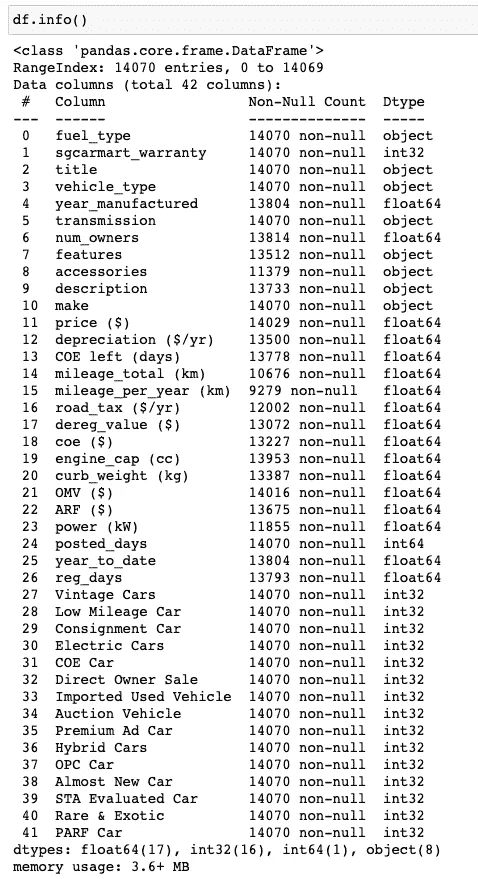 df.info()
<class 'pandas.core.frame.DataFrame'>
RangeIndex: 14070 entries, 0 to 14069
Data columns (total 42 columns):
 #   Column                 Non-Null Count  Dtype
---  ------                 --------------  -----
 0   fuel_type              14070 non-null  object
 1   sgcarmart_warranty     14070 non-null  int32
 2   title                  14070 non-null  object
 3   vehicle_type           14070 non-null  object
 4   year_manufactured      13804 non-null  float64
 5   transmission           14070 non-null  object
 6   num_owners             13814 non-null  float64
 7   features               13512 non-null  object
 8   accessories            11379 non-null  object
 9   description            13733 non-null  object
 10  make                   14070 non-null  object
 11  price ($)              14029 non-null  float64
 12  depreciation ($/yr)    13500 non-null  float64
 13  COE left (days)        13778 non-null  float64
 14  mileage_total (km)     10676 non-null  float64
 15  mileage_per_year (km)  9279 non-null   float64
 16  road_tax ($/yr)        12002 non-null  float64
 17  dereg_value ($)        13072 non-null  float64
 18  coe ($)                13227 non-null  float64
 19  engine_cap (cc)        13953 non-null  float64
 20  curb_weight (kg)       13387 non-null  float64
 21  OMV ($)                14016 non-null  float64
 22  ARF ($)                13675 non-null  float64
 23  power (kW)             11855 non-null  float64
 24  posted_days            14070 non-null  int64
 25  year_to_date           13804 non-null  float64
 26  reg_days               13793 non-null  float64
 27  Vintage Cars           14070 non-null  int32
 28  Low Mileage Car        14070 non-null  int32
 29  Consignment Car        14070 non-null  int32
 30  Electric Cars          14070 non-null  int32
 31  COE Car                14070 non-null  int32
 32  Direct Owner Sale      14070 non-null  int32
 33  Imported Used Vehicle  14070 non-null  int32
 34  Auction Vehicle        14070 non-null  int32
 35  Premium Ad Car         14070 non-null  int32
 36  Hybrid Cars            14070 non-null  int32
 37  OPC Car                14070 non-null  int32
 38  Almost New Car         14070 non-null  int32
 39  STA Evaluated Car      14070 non-null  int32
 40  Rare & Exotic          14070 non-null  int32
 41  PARF Car               14070 non-null  int32
dtypes: float64(17), int32(16), int64(1), object(8)
memory usage: 3.6+ MB